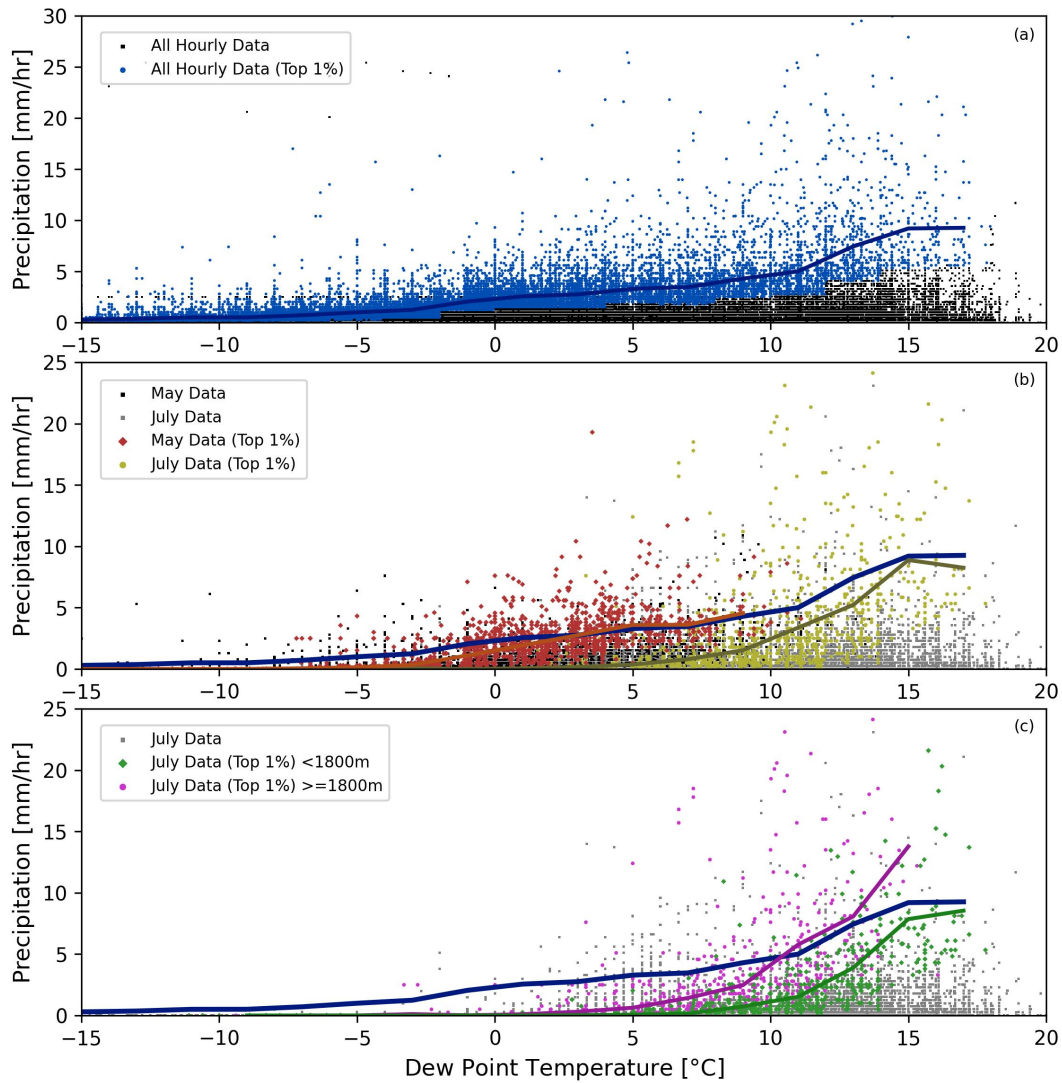 (a)
All Hourly Data
All Hourly Data (Top 1%)
Precipitation [mm/hr]
30
25
20
15
10
5
0
−15 −10 −5 0 5 10 15 20
(b)
May Data
July Data
May Data (Top 1%)
July Data (Top 1%)
Precipitation [mm/hr]
25
20
15
10
5
0
−15 −10 −5 0 5 10 15 20
(c)
July Data
July Data (Top 1%) <1800m
July Data (Top 1%) >=1800m
Precipitation [mm/hr]
25
20
15
10
5
0
−15 −10 −5 0 5 10 15 20
Dew Point Temperature [°C]